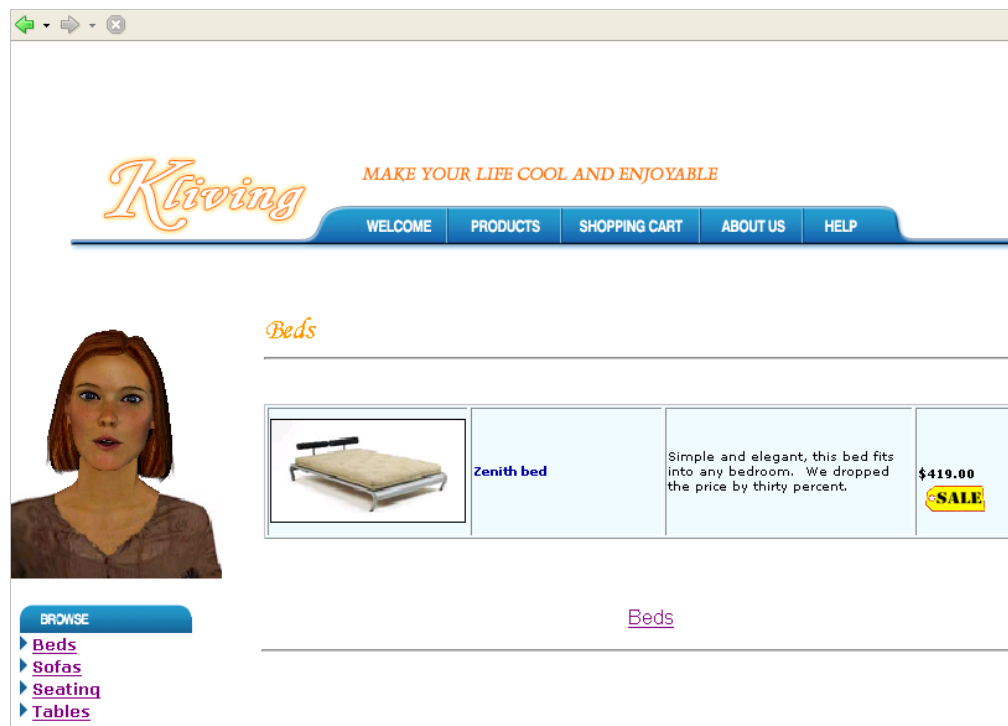 Kliving
MAKE YOUR LIFE COOL AND ENJOYABLE
WELCOME PRODUCTS SHOPPING CART ABOUT US HELP
Beds
Zenith bed
Simple and elegant, this bed fits
into any bedroom. We dropped
the price by thirty percent.
$419.00
SALE
Beds
BROWSE
Beds
Sofas
Seating
Tables